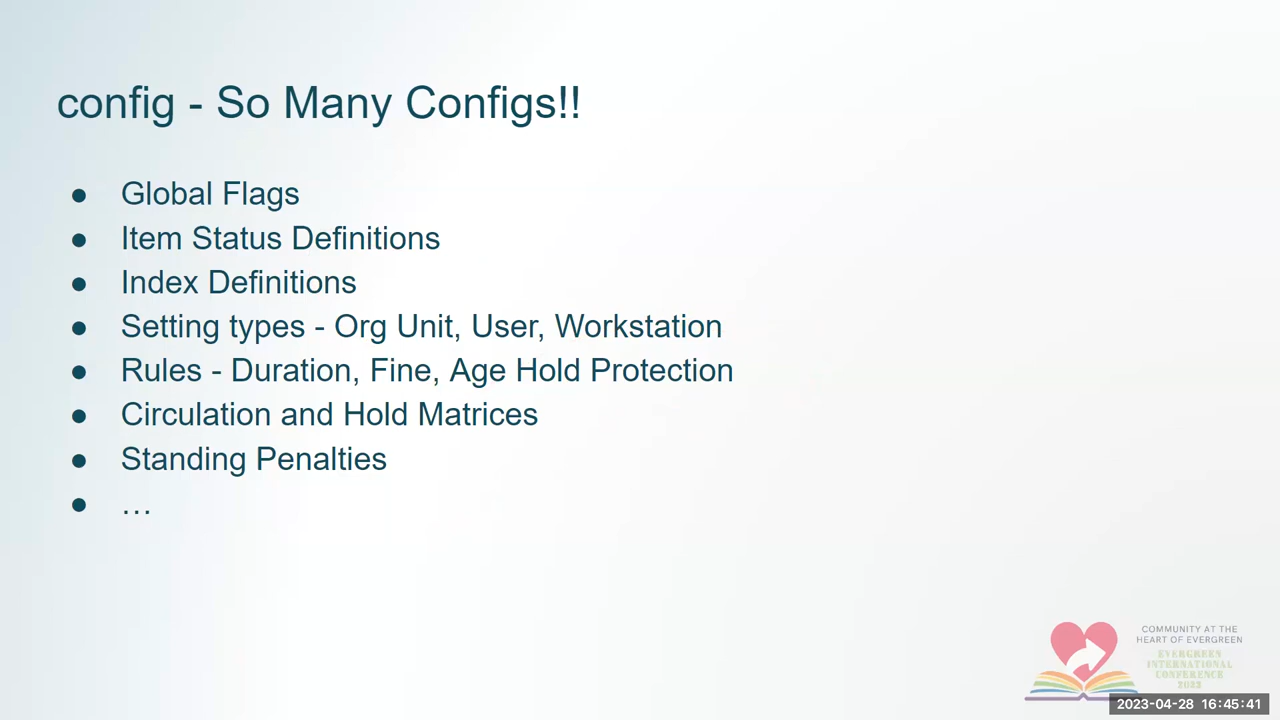 config - So Many Configs!!
● Global Flags
● Item Status Definitions
● Index Definitions
● Setting types - Org Unit, User, Workstation
● Rules - Duration, Fine, Age Hold Protection
● Circulation and Hold Matrices
● Standing Penalties
● …
COMMUNITY AT THE
HEART OF EVERGREEN
EVERGREEN
INTERNATIONAL
CONFERENCE
2023
2023-04-28 16:45:41